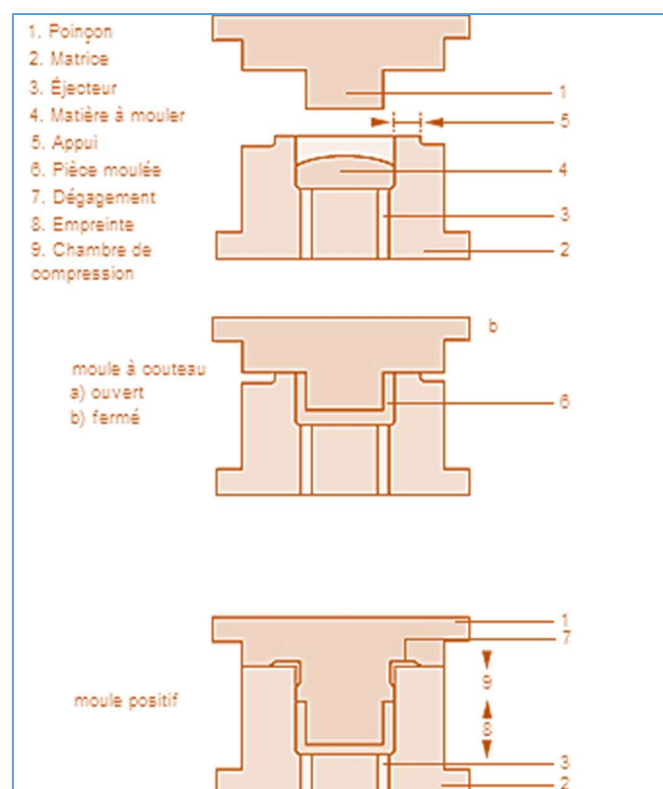 1. Poinçon
2. Matrice
3. Éjecteur
4. Matière à mouler
5. Appui
6. Pièce moulée
7. Dégagement
8. Empreinte
9. Chambre de
compression
1
5
4
3
2
b
moule à couteau
a) ouvert
b) fermé
6
1
7
9
moule positif
8
3
2